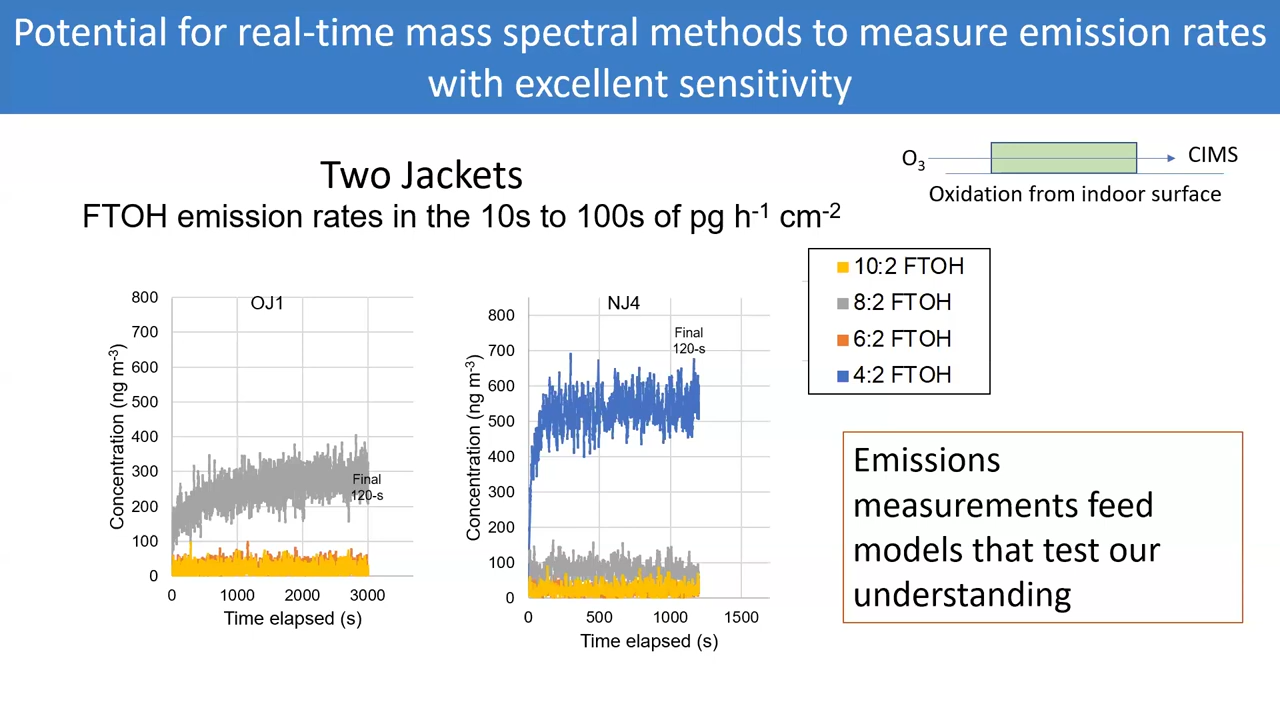 Potential for real-time mass spectral methods to measure emission rates
with excellent sensitivity
Two Jackets
FTOH emission rates in the 10s to 100s of pg h-1 cm-2
O3
CIMS
Oxidation from indoor surface
10:2 FTOH
8:2 FTOH
6:2 FTOH
4:2 FTOH
OJ1
Concentration (ng m-3)
800
700
600
500
400
300
200
100
0
Final
120-s
0
1000
2000
3000
Time elapsed (s)
NJ4
Concentration (ng m-3)
800
700
600
500
400
300
200
100
0
Final
120-s
0
500
1000
1500
Time elapsed (s)
Emissions
measurements feed
models that test our
understanding